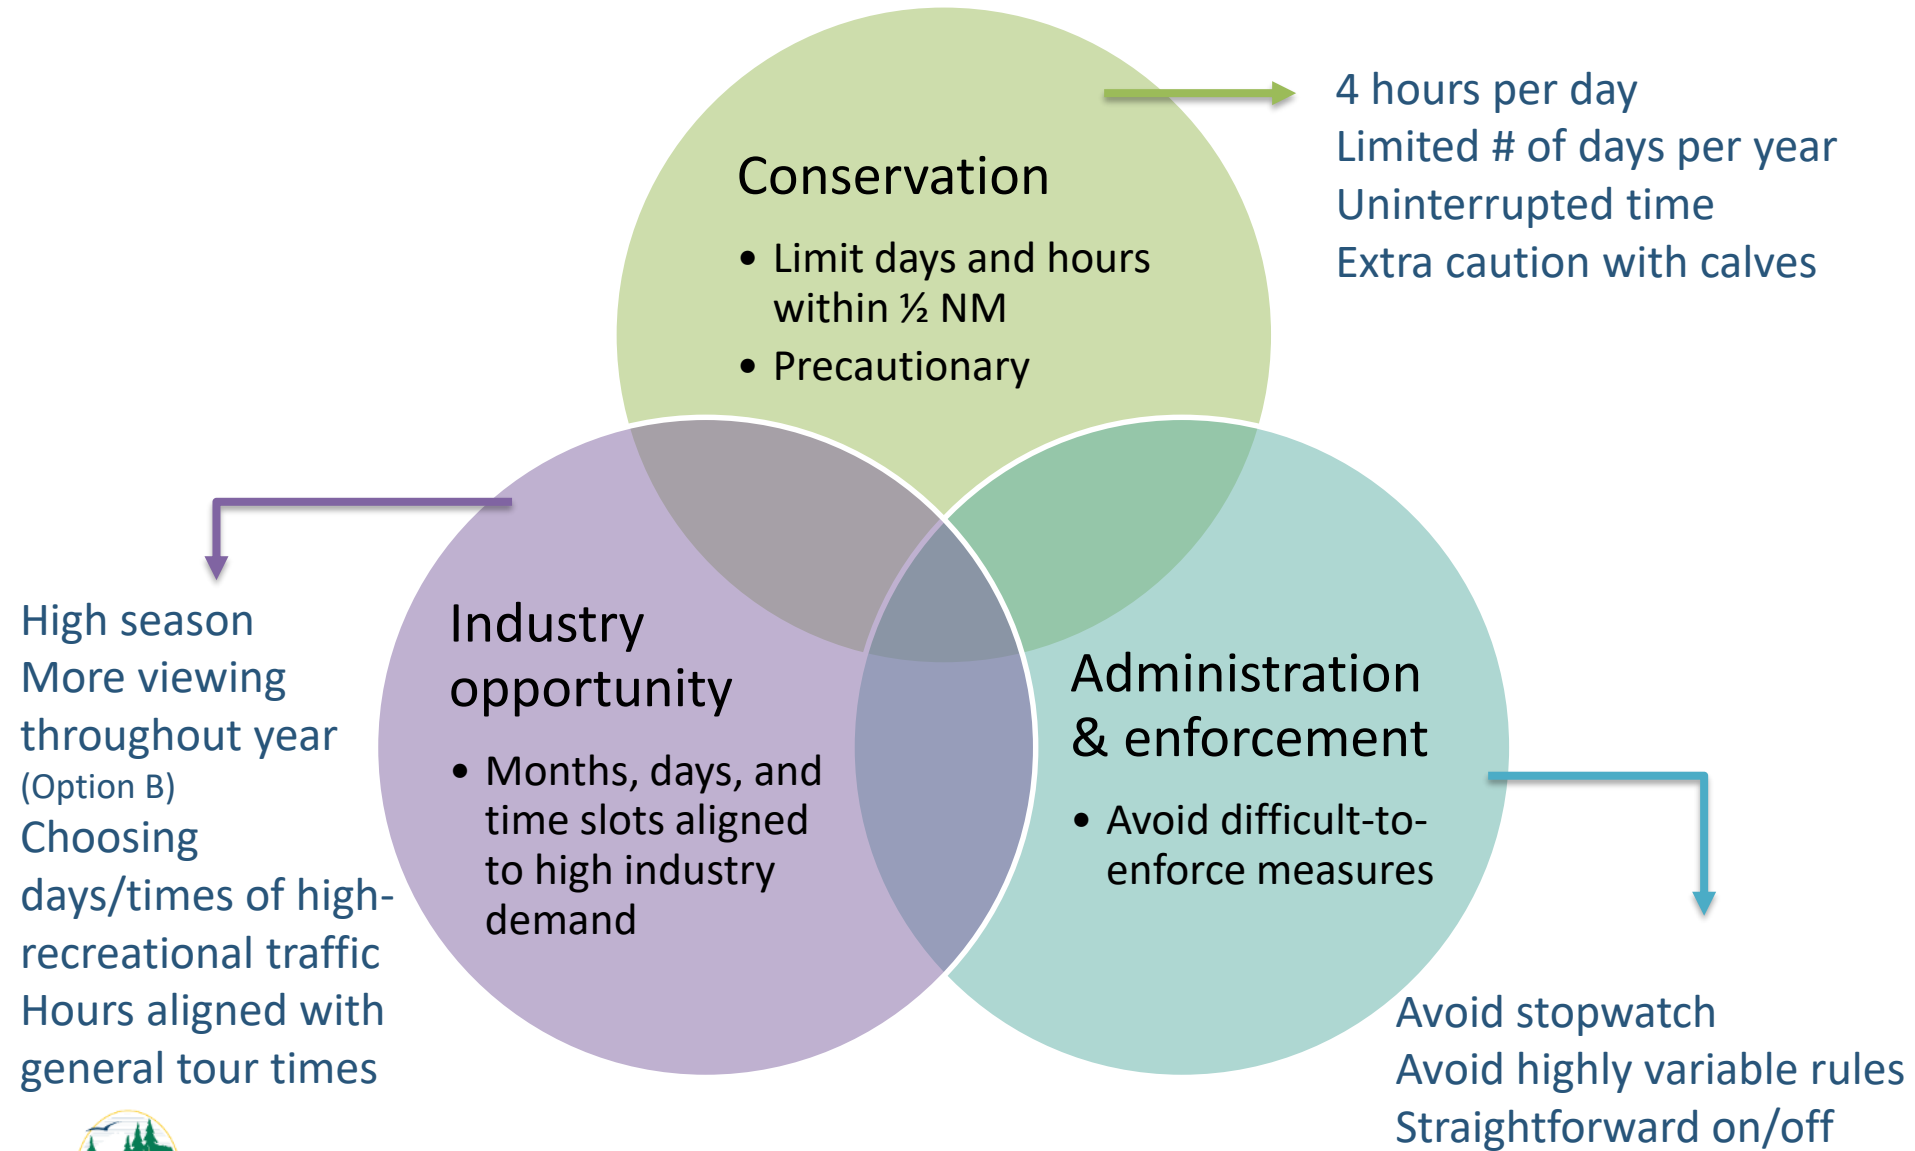 Conservation
• Limit days and hours
within ½ NM
• Precautionary
4 hours per day
Limited # of days per year
Uninterrupted time
Extra caution with calves
Industry
opportunity
• Months, days, and
time slots aligned
to high industry
demand
High season
More viewing
throughout year
(Option B)
Choosing
days/times of high-
recreational traffic
Hours aligned with
general tour times
Administration
& enforcement
• Avoid difficult-to-
enforce measures
Avoid stopwatch
Avoid highly variable rules
Straightforward on/off